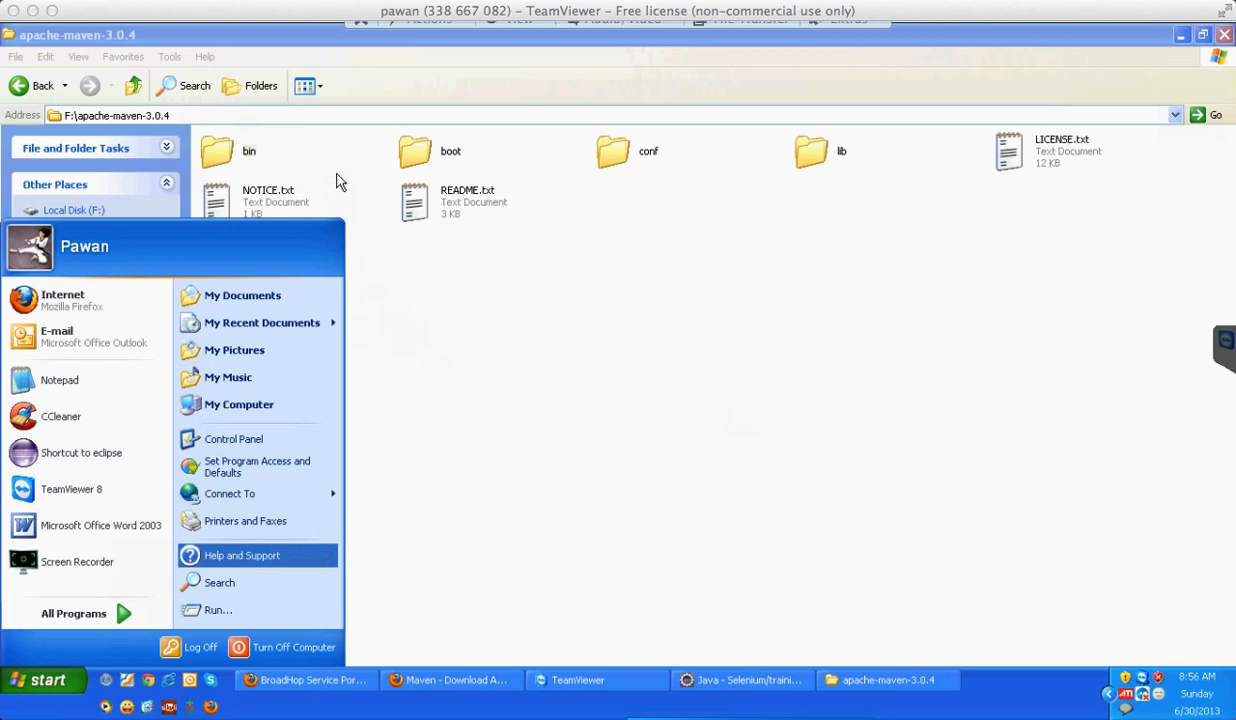 pawan (338 667 082) - TeamViewer - Free license (non-commercial use only)
apache-maven-3.0.4
File Edit View Favorites Tools Help
Back Search Folders
Address F:\apache-maven-3.0.4 Go
File and Folder Tasks
Other Places
Local Disk (F:)
bin
boot
conf
lib
LICENSE.txt
Text Document
12 KB
NOTICE.txt
Text Document
1 KB
README.txt
Text Document
3 KB
Pawan
Internet
Mozilla Firefox
E-mail
Microsoft Office Outlook
Notepad
CCleaner
Shortcut to eclipse
TeamViewer 8
Microsoft Office Word 2003
Screen Recorder
All Programs
My Documents
My Recent Documents
My Pictures
My Music
My Computer
Control Panel
Set Program Access and
Defaults
Connect To
Printers and Faxes
Help and Support
Search
Run...
Log Off Turn Off Computer
start
BroadHop Service Por...
Maven - Download A...
TeamViewer
Java - Selenium/traini...
apache-maven-3.0.4
8:56 AM
Sunday
6/30/2013